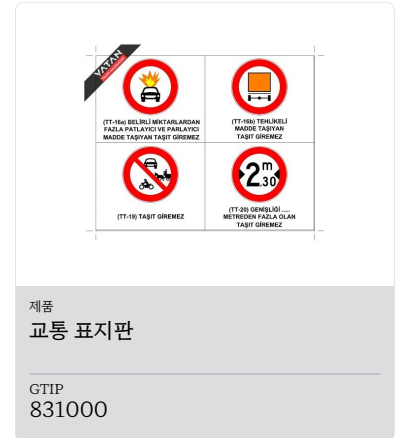 VATAN
(TT-16a) BELİRLİ MİKTARLARDAN
FAZLA PATLAYICI VE PARLAYICI
MADDE TAŞIYAN TAŞIT GİREMEZ
(TT-16b) TEHLİKELİ
MADDE TAŞIYAN
TAŞIT GİREMEZ
2 m 30
(TT-19) TAŞIT GİREMEZ
(TT-20) GENİŞLİĞİ .....
METREDEN FAZLA OLAN
TAŞIT GİREMEZ
제품
교통 표지판
GTIP
831000